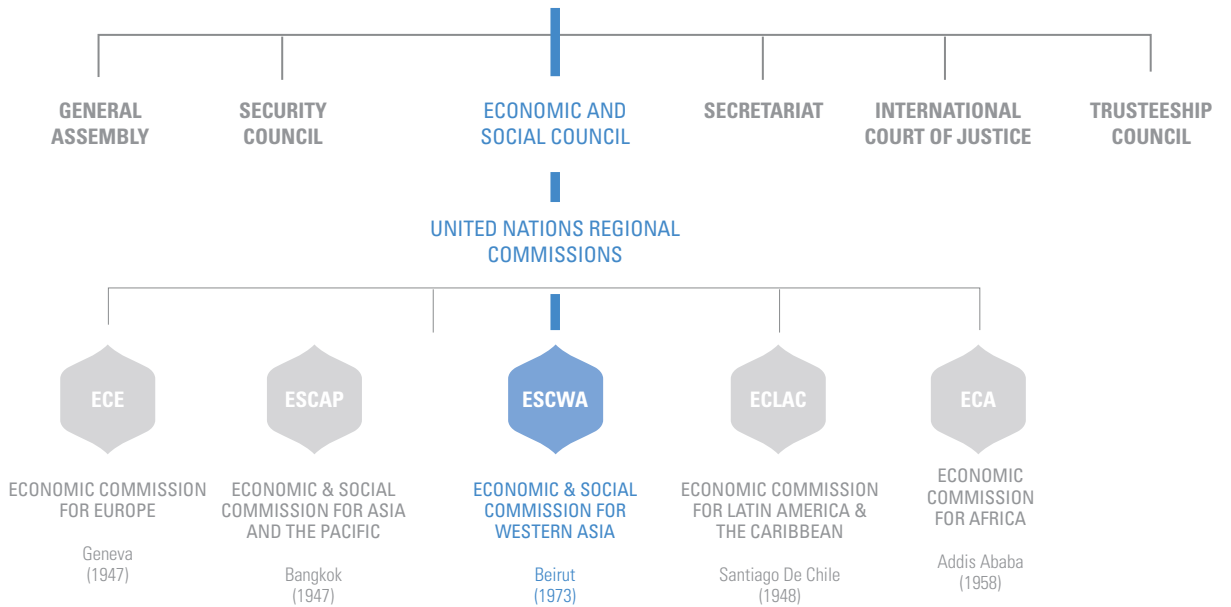 GENERAL
ASSEMBLY
SECURITY
COUNCIL
ECONOMIC AND
SOCIAL COUNCIL
SECRETARIAT
INTERNATIONAL
COURT OF JUSTICE
TRUSTEESHIP
COUNCIL
UNITED NATIONS REGIONAL
COMMISSIONS
ECE
ESCAP
ESCWA
ECLAC
ECA
ECONOMIC COMMISSION
FOR EUROPE
Geneva
(1947)
ECONOMIC & SOCIAL
COMMISSION FOR ASIA
AND THE PACIFIC
Bangkok
(1947)
ECONOMIC & SOCIAL
COMMISSION FOR
WESTERN ASIA
Beirut
(1973)
ECONOMIC COMMISSION
FOR LATIN AMERICA &
THE CARIBBEAN
Santiago De Chile
(1948)
ECONOMIC
COMMISSION
FOR AFRICA
Addis Ababa
(1958)